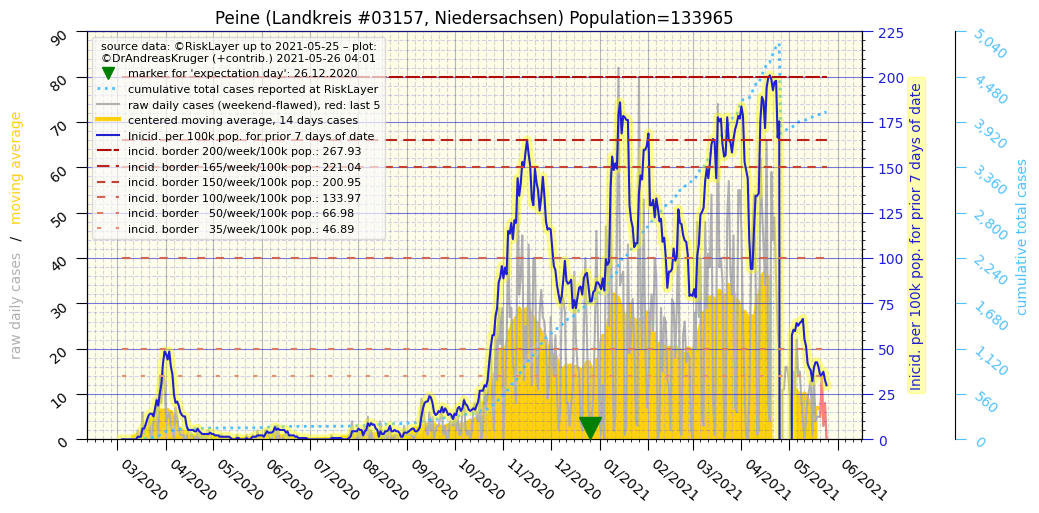 Peine (Landkreis #03157, Niedersachsen) Population=133965
source data: ©RiskLayer up to 2021-05-25 – plot:
©DrAndreasKruger (+contrib.) 2021-05-26 04:01
marker for 'expectation day': 26.12.2020
cumulative total cases reported at RiskLayer
raw daily cases (weekend-flawed), red: last 5
centered moving average, 14 days cases
Inicid. per 100k pop. for prior 7 days of date
incid. border 200/week/100k pop.: 267.93
incid. border 165/week/100k pop.: 221.04
incid. border 150/week/100k pop.: 200.95
incid. border 100/week/100k pop.: 133.97
incid. border   50/week/100k pop.: 66.98
incid. border   35/week/100k pop.: 46.89
raw daily cases   /   moving average
90
80
70
60
50
40
30
20
10
0
03/2020
04/2020
05/2020
06/2020
07/2020
08/2020
09/2020
10/2020
11/2020
12/2020
01/2021
02/2021
03/2021
04/2021
05/2021
06/2021
225
200
175
150
125
100
75
50
25
0
Inicid. per 100k pop. for prior 7 days of date
5,040
4,480
3,920
3,360
2,800
2,240
1,680
1,120
560
0
cumulative total cases